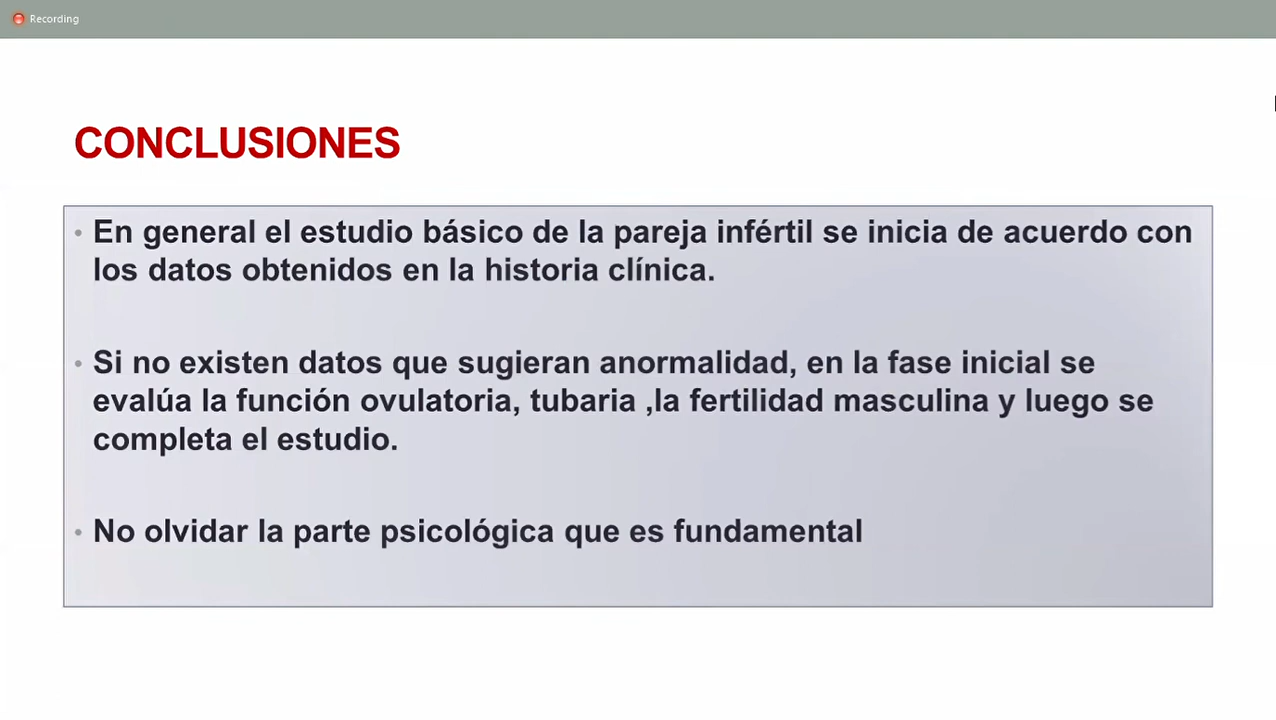 Recording
CONCLUSIONES
• En general el estudio básico de la pareja infértil se inicia de acuerdo con
los datos obtenidos en la historia clínica.
• Si no existen datos que sugieran anormalidad, en la fase inicial se
evalúa la función ovulatoria, tubaria ,la fertilidad masculina y luego se
completa el estudio.
• No olvidar la parte psicológica que es fundamental